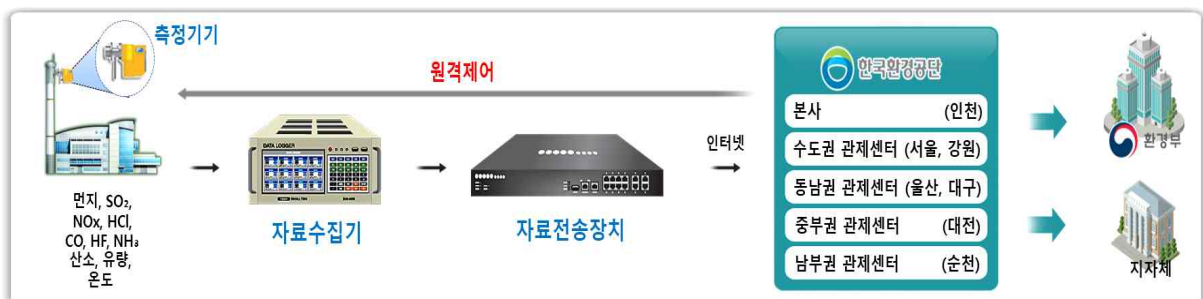 측정기기
원격제어
먼지, SO₂,
NOx, HCl,
CO, HF, NH₃
산소, 유량,
온도
DATA LOGGER
자료수집기
자료전송장치
인터넷
한국환경공단
본사 (인천)
수도권 관제센터 (서울, 강원)
동남권 관제센터 (울산, 대구)
중부권 관제센터 (대전)
남부권 관제센터 (순천)
환경부
지자체